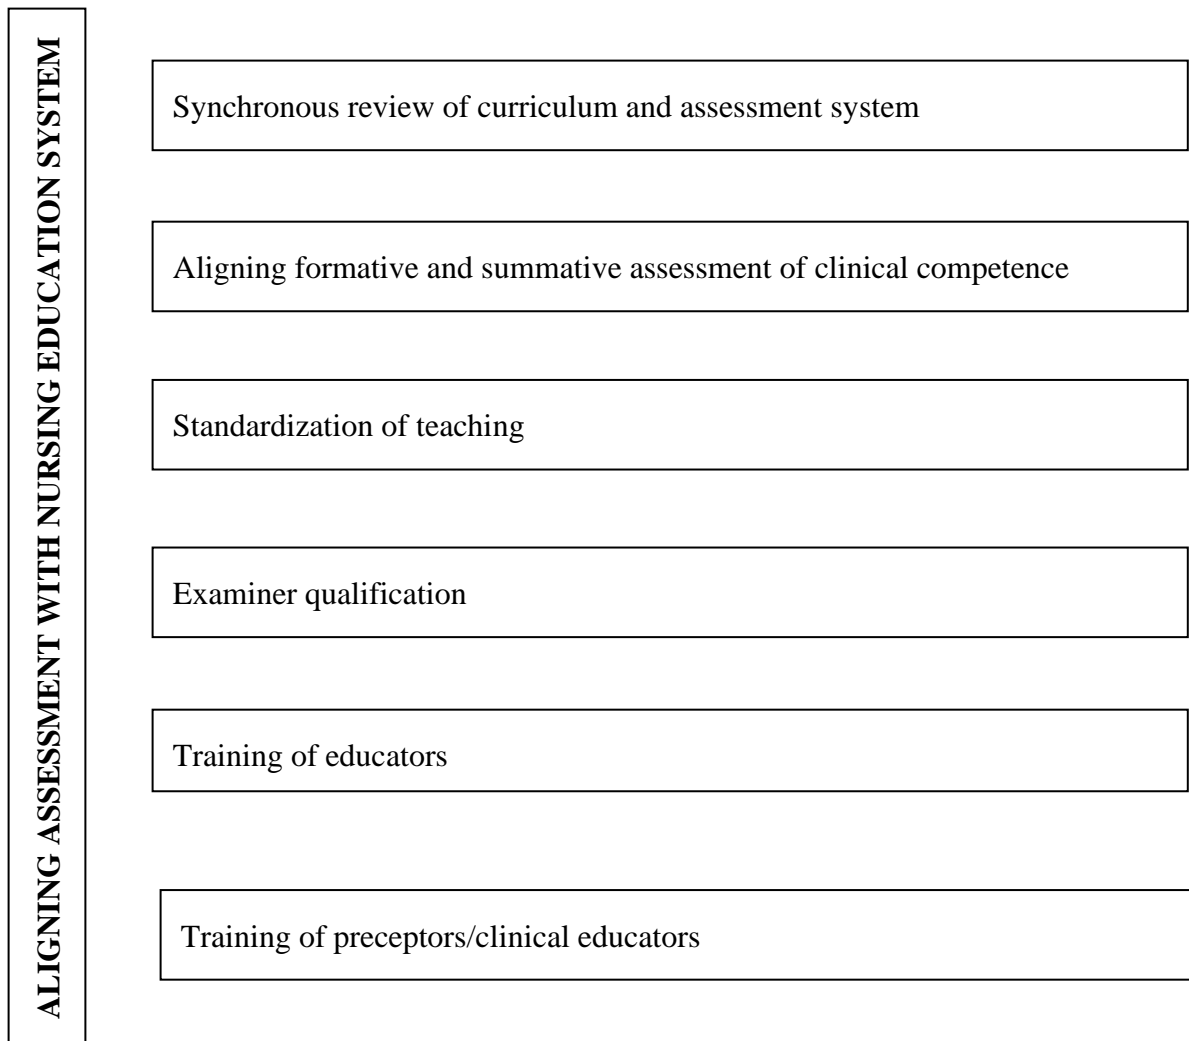 ALIGNING ASSESSMENT WITH NURSING EDUCATION SYSTEM
Synchronous review of curriculum and assessment system
Aligning formative and summative assessment of clinical competence
Standardization of teaching
Examiner qualification
Training of educators
Training of preceptors/clinical educators